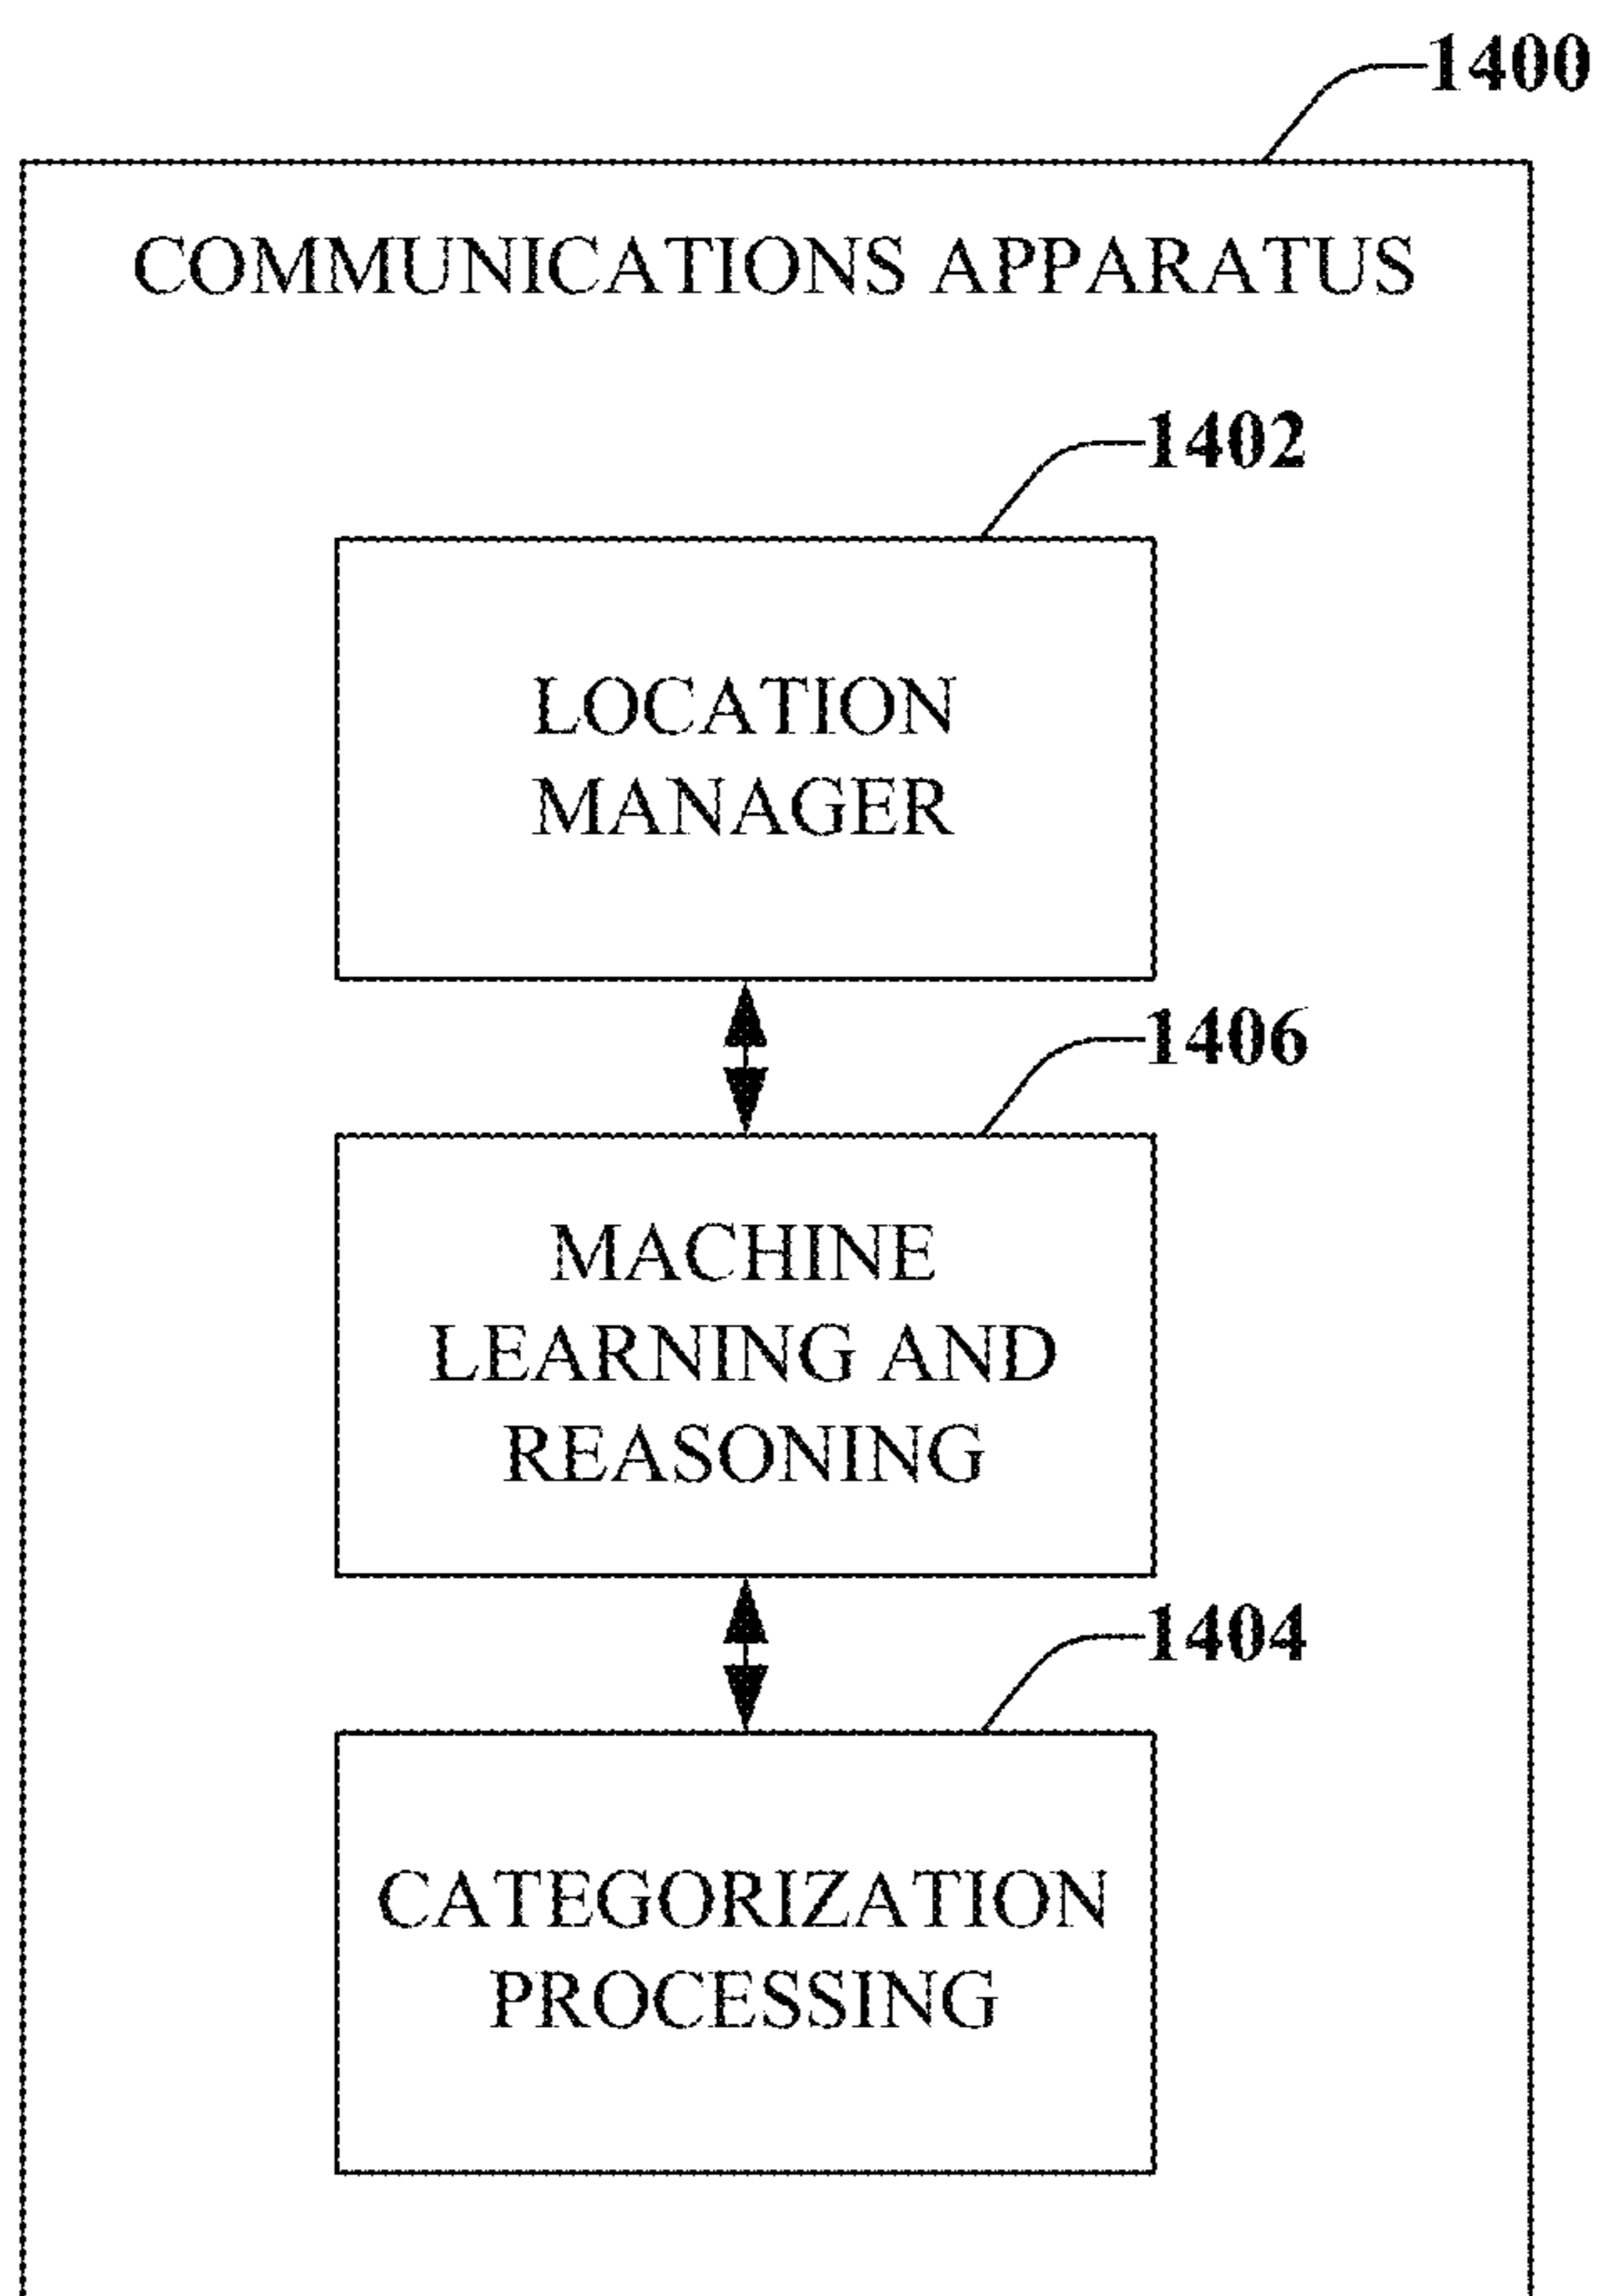 1400
COMMUNICATIONS APPARATUS
1402
LOCATION
MANAGER
1406
MACHINE
LEARNING AND
REASONING
1404
CATEGORIZATION
PROCESSING